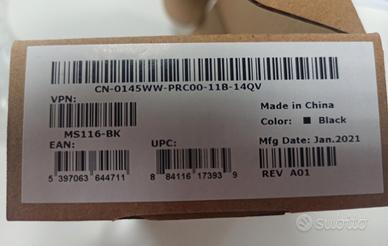 CN-0145WW-PRC00-11B-14QV
VPN:
Made in China
MS116-BK
Color: Black
EAN:
UPC:
Mfg Date: Jan.2021
5 397063 644711
8 84116 17393 9
REV A01
Subito